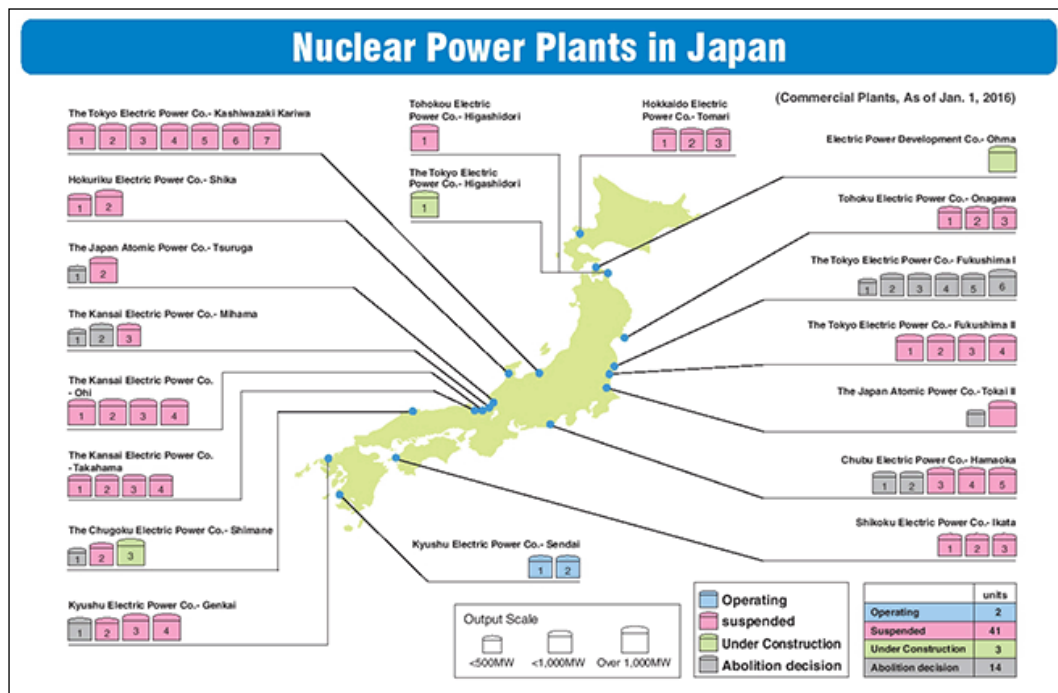 Nuclear Power Plants in Japan
(Commercial Plants, As of Jan. 1, 2016)
The Tokyo Electric Power Co.- Kashiwazaki Kariwa
1 2 3 4 5 6 7
Hokuriku Electric Power Co.- Shika
1 2
The Japan Atomic Power Co.- Tsuruga
1 2
The Kansai Electric Power Co.- Mihama
1 2 3
The Kansai Electric Power Co.
- Ohi
1 2 3 4
The Kansai Electric Power Co.
-Takahama
1 2 3 4
The Chugoku Electric Power Co.- Shimane
1 2 3
Kyushu Electric Power Co.- Genkai
1 2 3 4
Tohokou Electric
Power Co.- Higashidori
1
The Tokyo Electric
Power Co.- Higashidori
1
Hokkaido Electric
Power Co.- Tomari
1 2 3
Electric Power Development Co.- Ohma
Tohoku Electric Power Co.- Onagawa
1 2 3
The Tokyo Electric Power Co.- Fukushima I
1 2 3 4 5 6
The Tokyo Electric Power Co.- Fukushima II
1 2 3 4
The Japan Atomic Power Co.- Tokai II
Chubu Electric Power Co.- Hamaoka
1 2 3 4 5
Shikoku Electric Power Co.- Ikata
1 2 3
Kyushu Electric Power Co.- Sendai
1 2
Output Scale
<500MW <1,000MW Over 1,000MW
Operating
suspended
Under Construction
Abolition decision
units
Operating 2
Suspended 41
Under Construction 3
Abolition decision 14